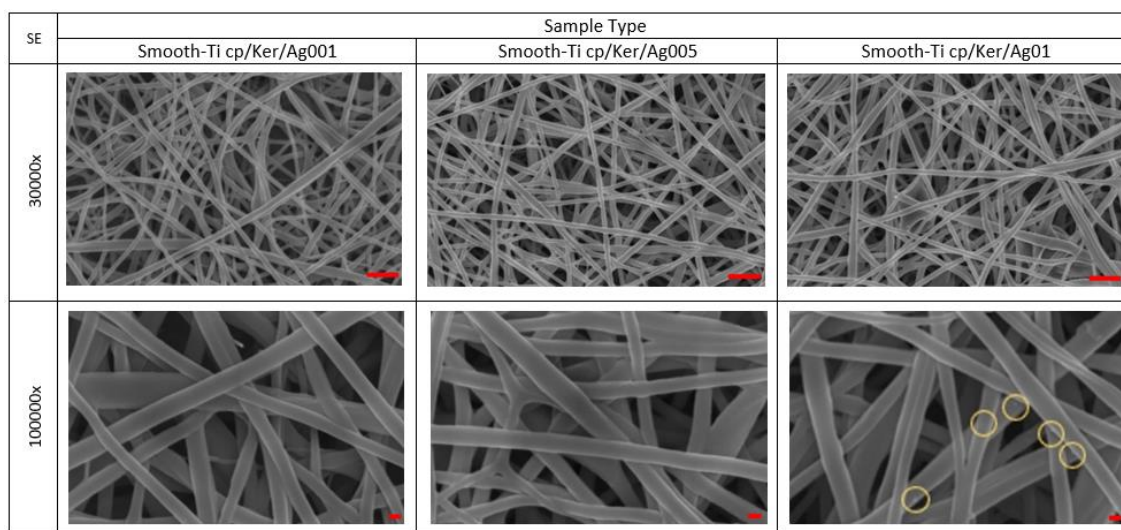 SE
Sample Type
Smooth-Ti cp/Ker/Ag001
Smooth-Ti cp/Ker/Ag005
Smooth-Ti cp/Ker/Ag01
30000x
100000x